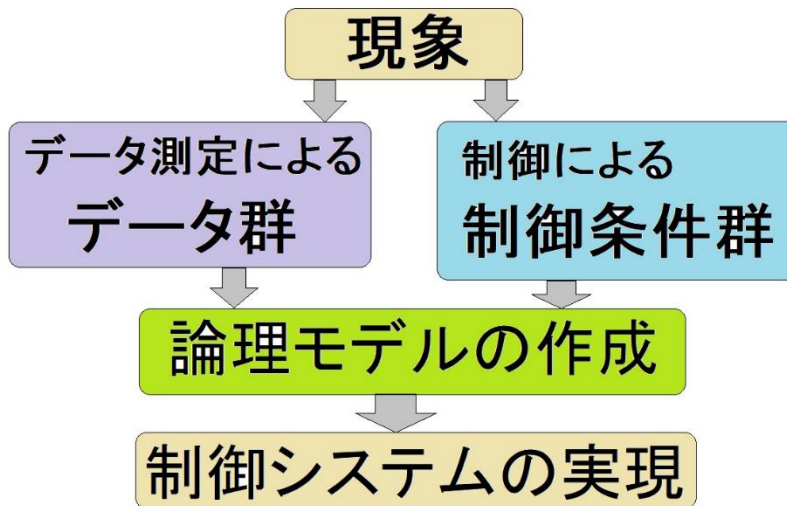 現象
データ測定による
データ群
制御による
制御条件群
論理モデルの作成
制御システムの実現